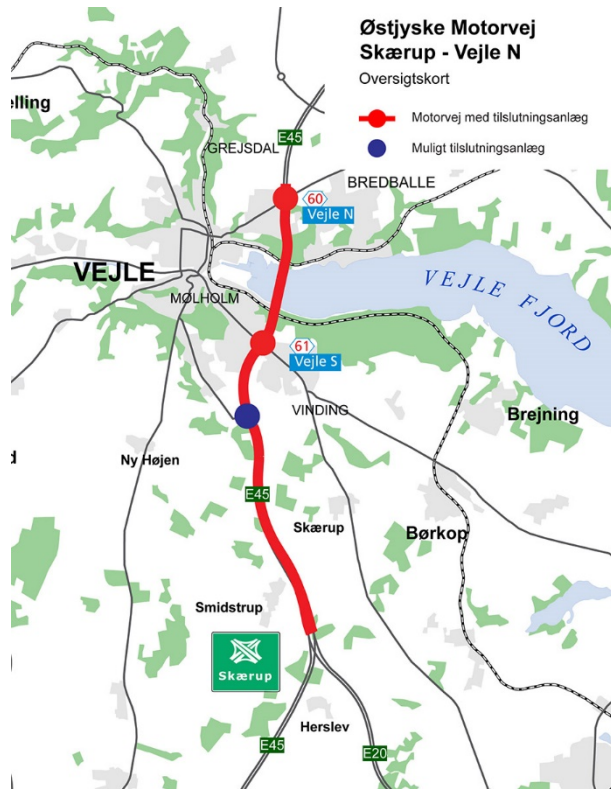 Østjyske Motorvej
Skærup - Vejle N
Oversigtskort
Motorvej med tilslutningsanlæg
Muligt tilslutningsanlæg
elling
E45
GREJSDAL
BREDBALLE
60
Vejle N
VEJLE
MØLHOLM
VEJLE FJORD
61
Vejle S
VINDING
Brejning
Ny Højen
d
E45
Skærup
Børkop
Smidstrup
Skærup
Herslev
E45
E20